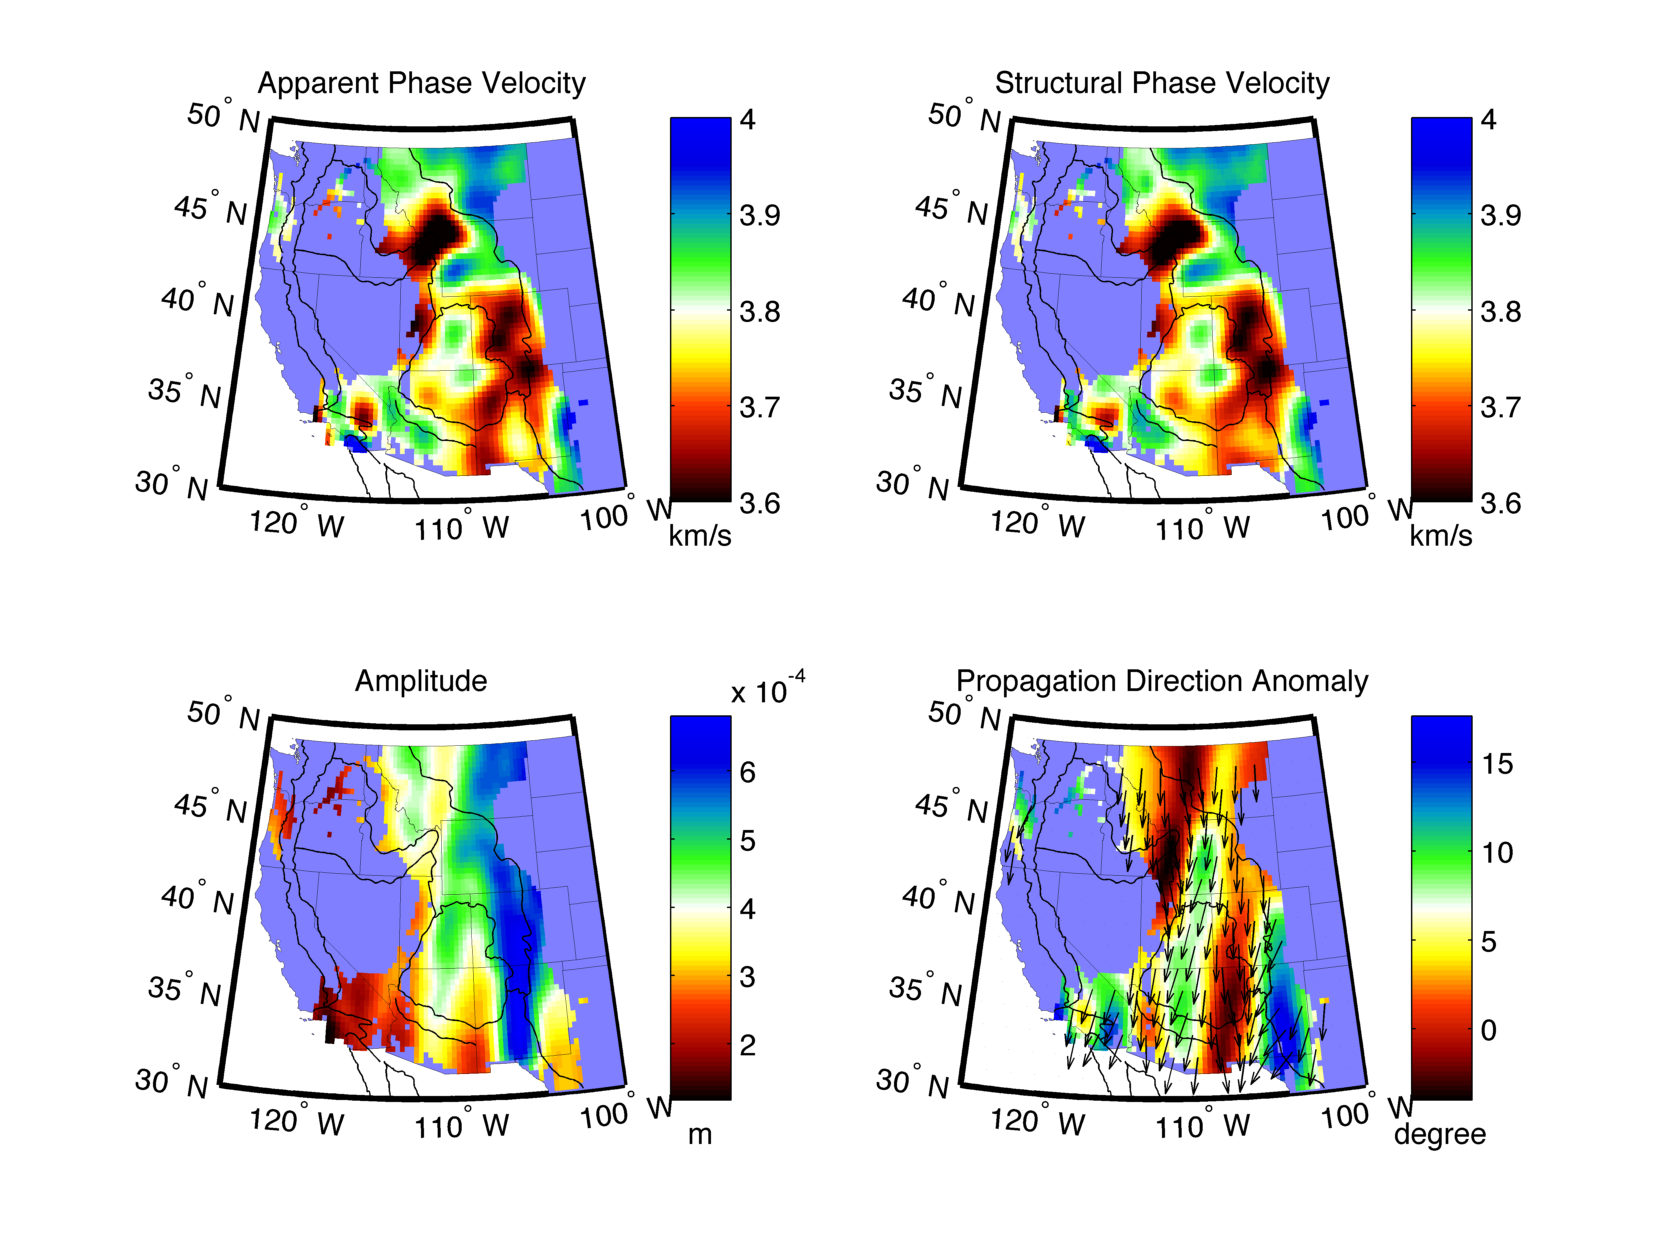 Apparent Phase Velocity
50° N
45° N
40° N
35° N
30° N
120° W
110° W
100° W
4
3.9
3.8
3.7
3.6
km/s
Structural Phase Velocity
50° N
45° N
40° N
35° N
30° N
120° W
110° W
100° W
4
3.9
3.8
3.7
3.6
km/s
Amplitude
x 10-4
50° N
45° N
40° N
35° N
30° N
120° W
110° W
100° W
6
5
4
3
2
m
Propagation Direction Anomaly
50° N
45° N
40° N
35° N
30° N
120° W
110° W
100° W
15
10
5
0
degree